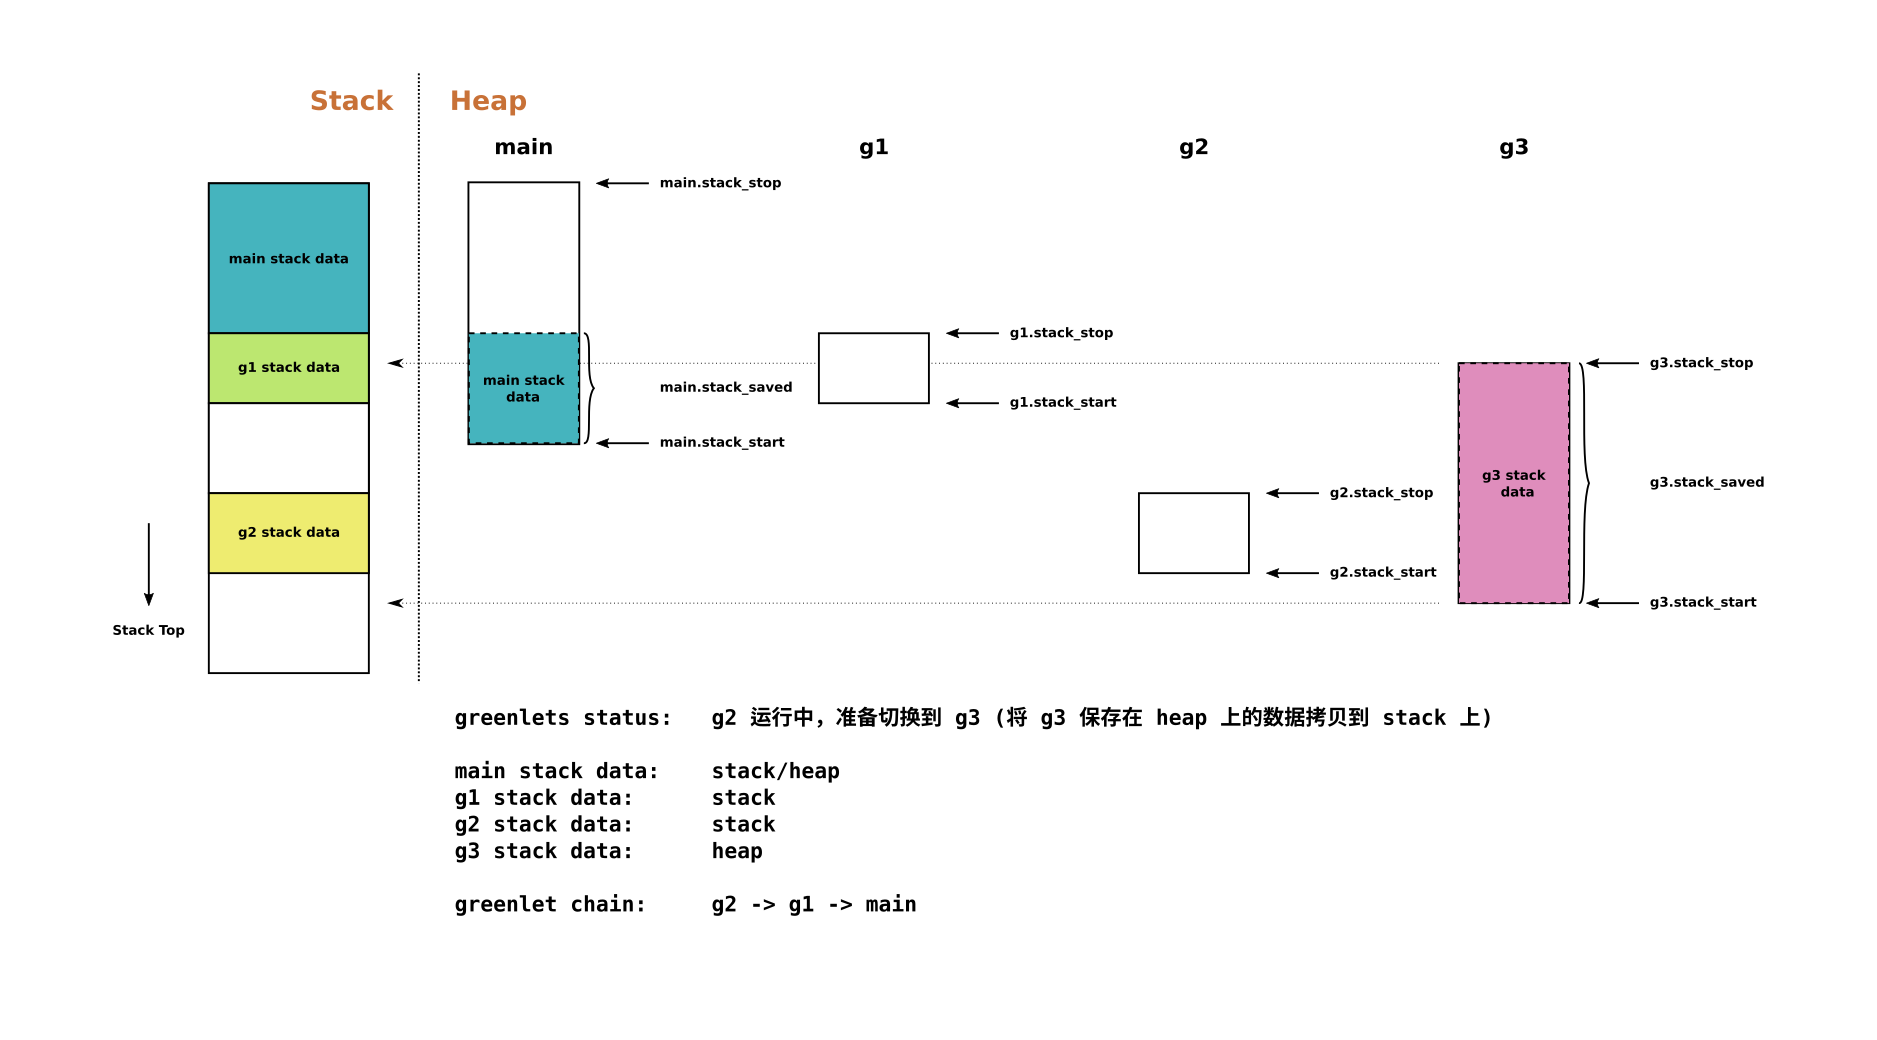 Stack
Heap
main
g1
g2
g3
main.stack_stop
main stack data
g1.stack_stop
g1 stack data
g3.stack_stop
main stack
data
main.stack_saved
g1.stack_start
main.stack_start
g3 stack
data
g3.stack_saved
g2.stack_stop
g2 stack data
g2.stack_start
g3.stack_start
Stack Top
greenlets status: g2 运行中，准备切换到 g3 (将 g3 保存在 heap 上的数据拷贝到 stack 上)
main stack data: stack/heap
g1 stack data: stack
g2 stack data: stack
g3 stack data: heap
greenlet chain: g2 -> g1 -> main